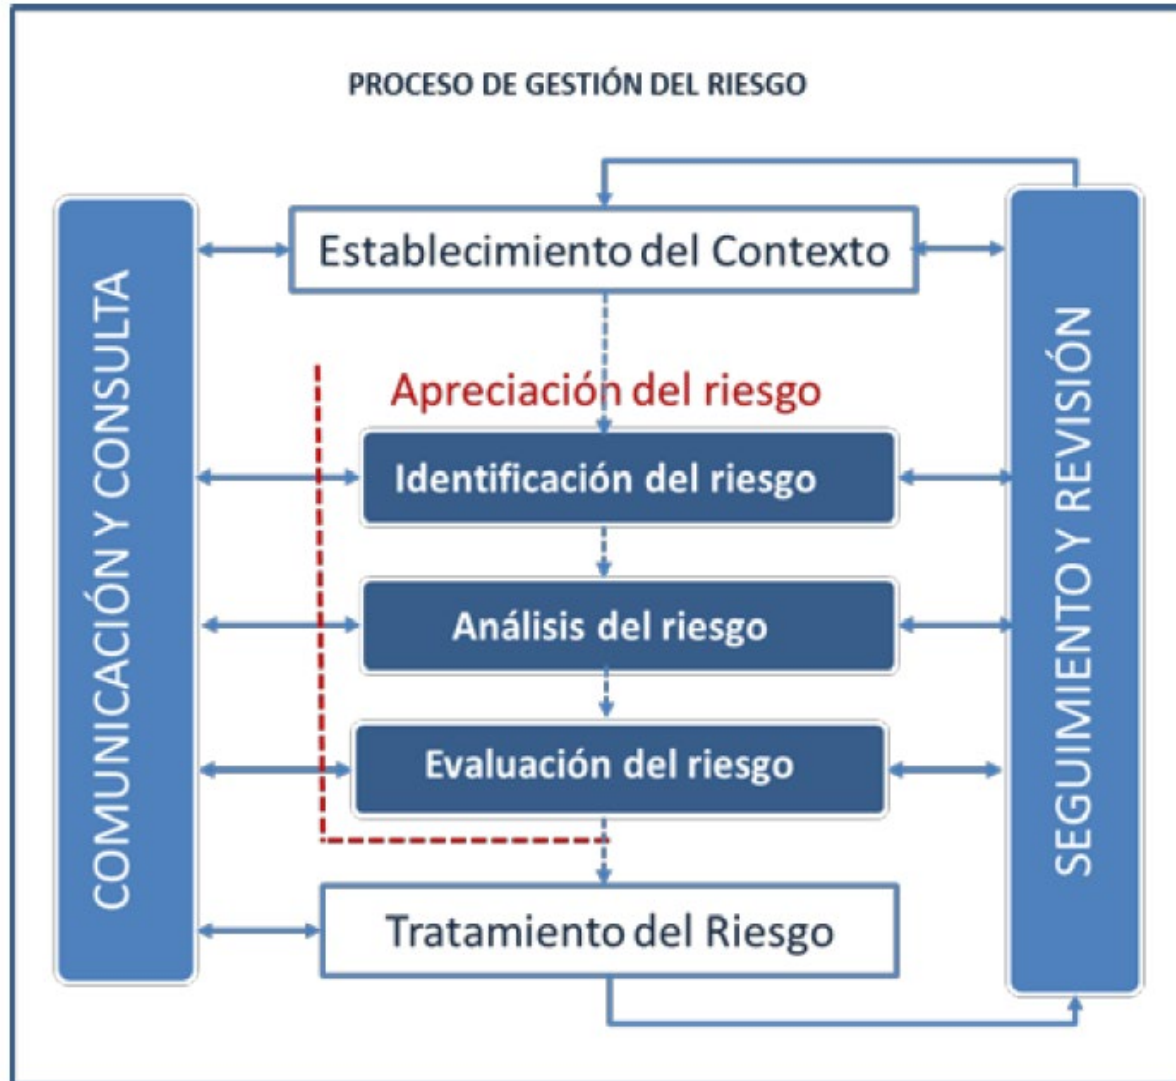 PROCESO DE GESTIÓN DEL RIESGO
COMUNICACIÓN Y CONSULTA
Establecimiento del Contexto
Apreciación del riesgo
Identificación del riesgo
Análisis del riesgo
Evaluación del riesgo
Tratamiento del Riesgo
SEGUIMIENTO Y REVISIÓN